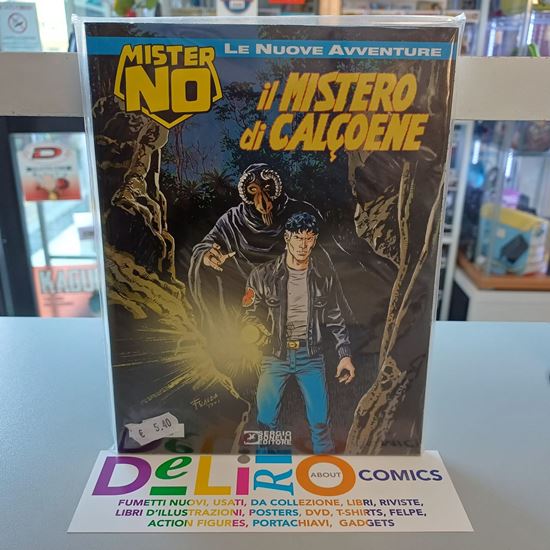 MISTER
NO
LE NUOVE AVVENTURE
il MISTERO
di CALÇOENE
€ 5,40
SERGIO
BONELLI
EDITORE
DeLiRi
ABOUT
COMICS
FUMETTI NUOVI, USATI, DA COLLEZIONE, LIBRI, RIVISTE,
LIBRI D'ILLUSTRAZIONI, POSTERS, DVD, T-SHIRTS, FELPE,
ACTION FIGURES, PORTACHIAVI, GADGETS